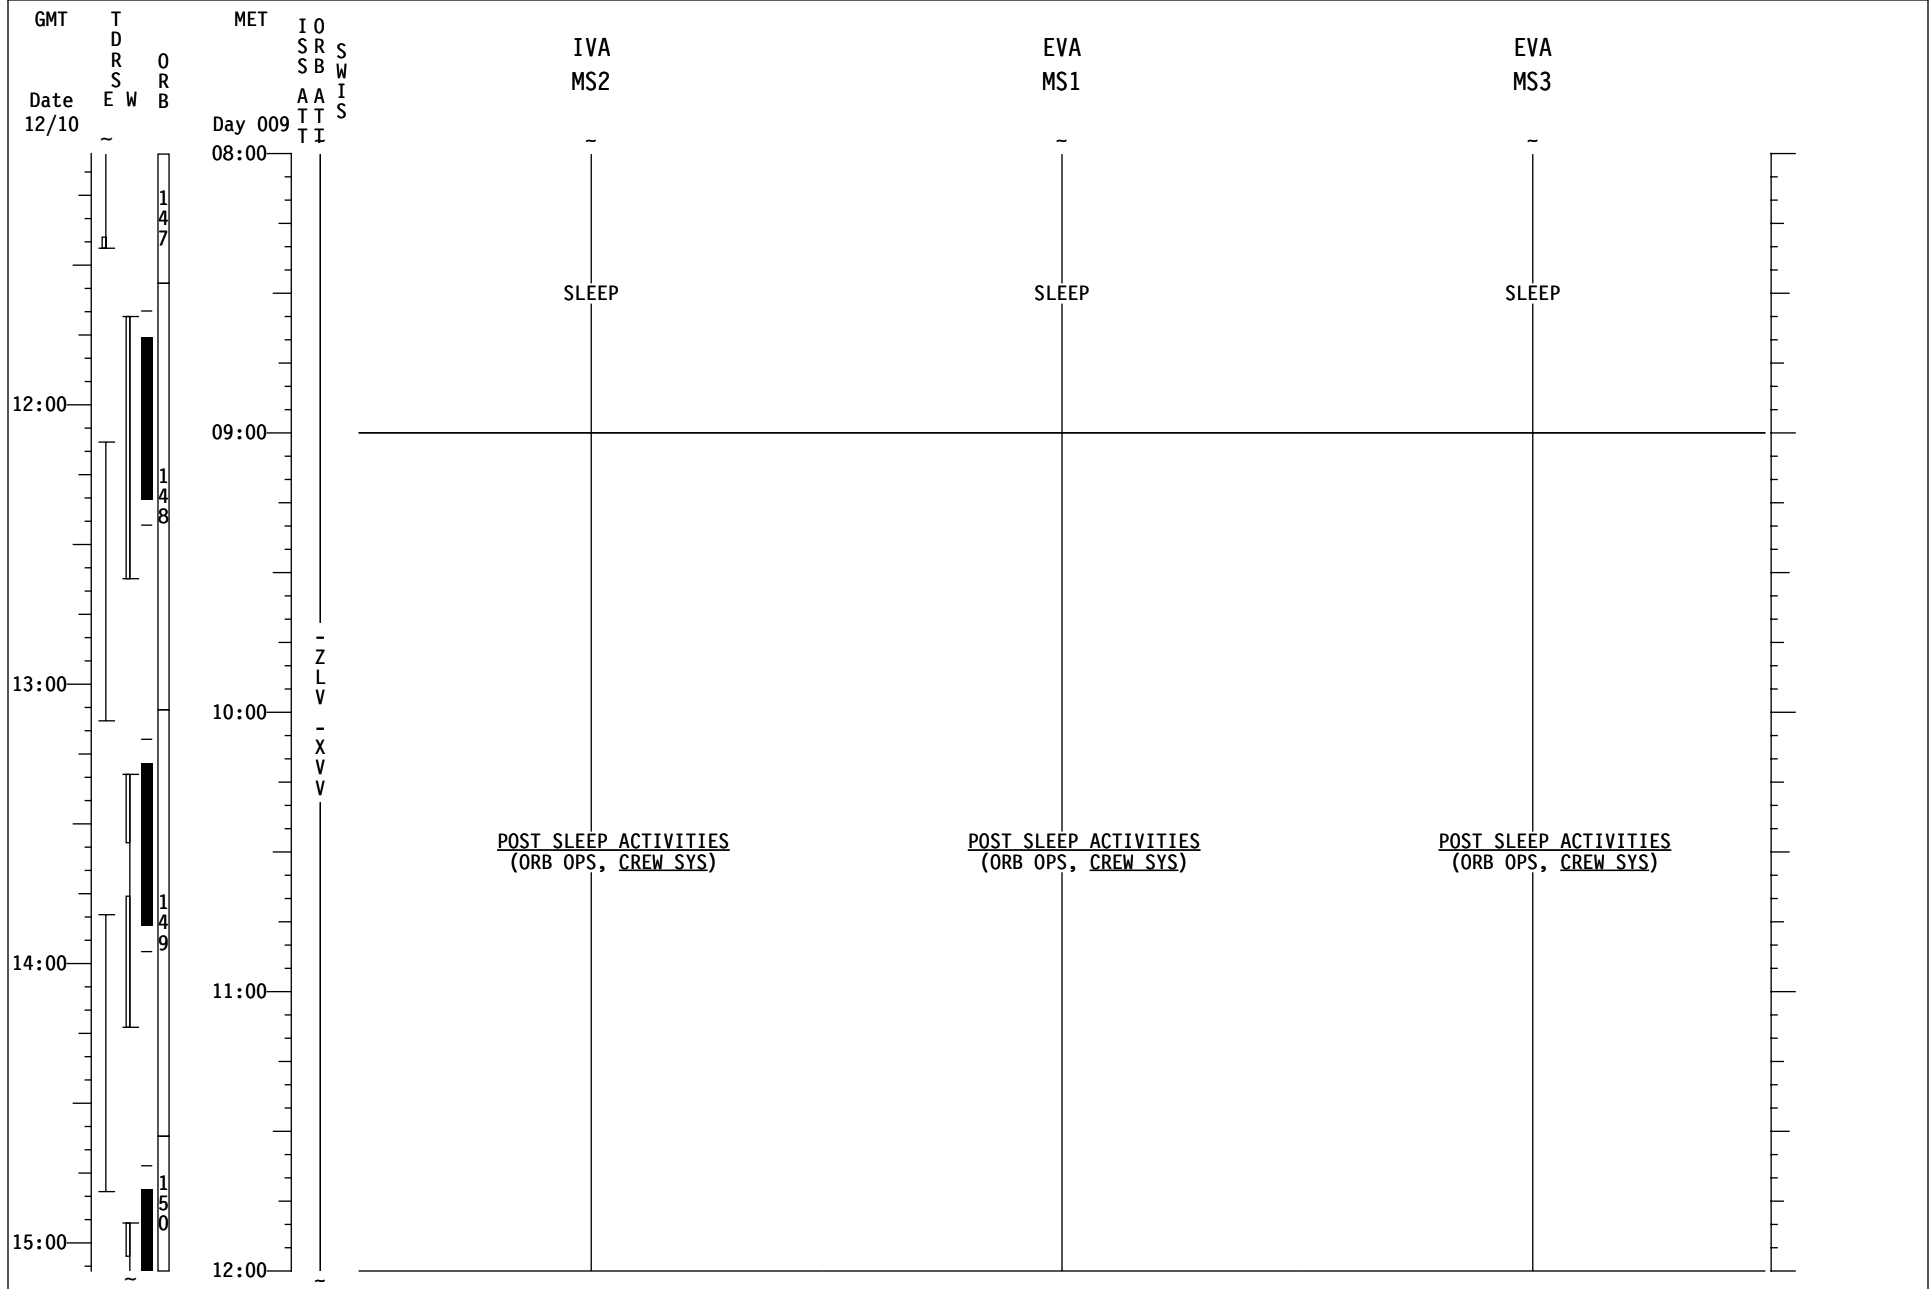 GMT
TDRS
E W
ORB
MET
ISS ATT
ORB ATT
SWIS
IVA
MS2
EVA
MS1
EVA
MS3
Date
12/10
Day 009
~ ~ ~ ~ ~
08:00
147
SLEEP SLEEP SLEEP
12:00
09:00
148
13:00
-ZLV -XVV
10:00
POST SLEEP ACTIVITIES
(ORB OPS, CREW SYS)
POST SLEEP ACTIVITIES
(ORB OPS, CREW SYS)
POST SLEEP ACTIVITIES
(ORB OPS, CREW SYS)
149
14:00
11:00
150
15:00
12:00
~ ~